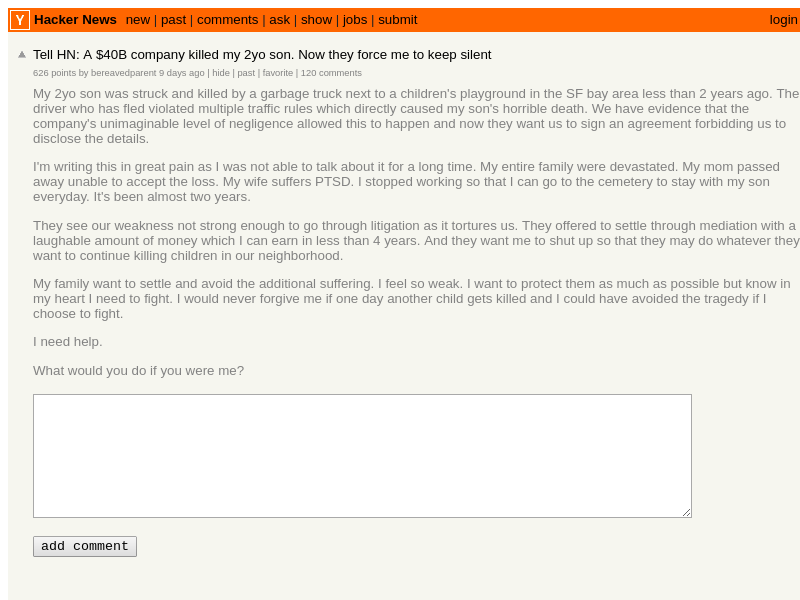 Y Hacker News new | past | comments | ask | show | jobs | submit login
Tell HN: A $40B company killed my 2yo son. Now they force me to keep silent
626 points by bereavedparent 9 days ago | hide | past | favorite | 120 comments
My 2yo son was struck and killed by a garbage truck next to a children's playground in the SF bay area less than 2 years ago. The
driver who has fled violated multiple traffic rules which directly caused my son's horrible death. We have evidence that the
company's unimaginable level of negligence allowed this to happen and now they want us to sign an agreement forbidding us to
disclose the details.
I'm writing this in great pain as I was not able to talk about it for a long time. My entire family were devastated. My mom passed
away unable to accept the loss. My wife suffers PTSD. I stopped working so that I can go to the cemetery to stay with my son
everyday. It's been almost two years.
They see our weakness not strong enough to go through litigation as it tortures us. They offered to settle through mediation with a
laughable amount of money which I can earn in less than 4 years. And they want me to shut up so that they may do whatever they
want to continue killing children in our neighborhood.
My family want to settle and avoid the additional suffering. I feel so weak. I want to protect them as much as possible but know in
my heart I need to fight. I would never forgive me if one day another child gets killed and I could have avoided the tragedy if I
choose to fight.
I need help.
What would you do if you were me?
add comment